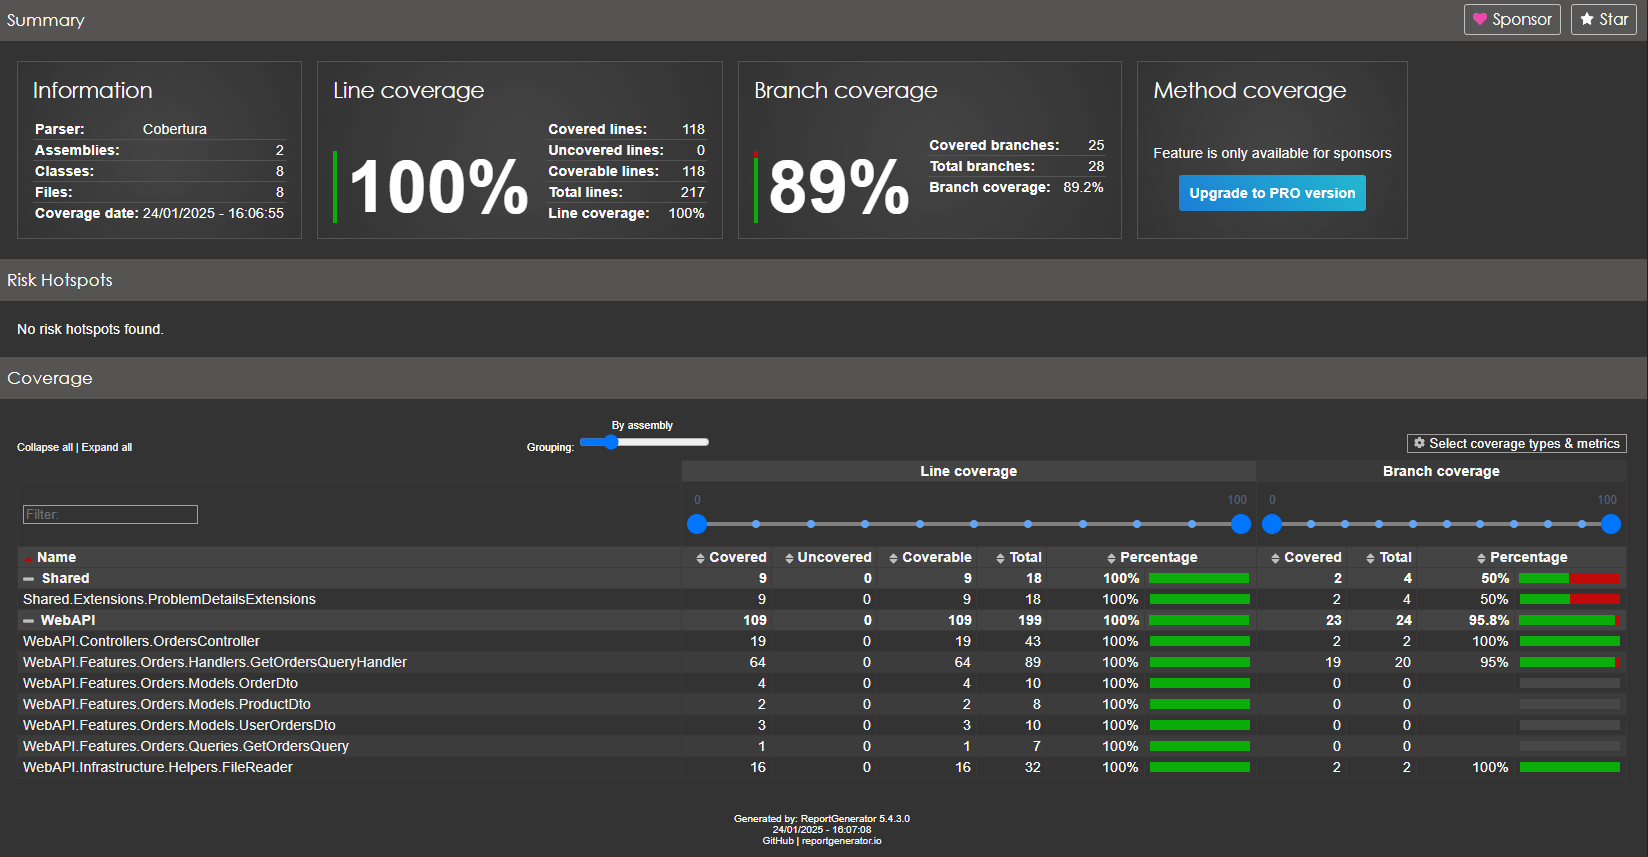 Summary
Sponsor
Star
Information
Parser: Cobertura
Assemblies: 2
Classes: 8
Files: 8
Coverage date: 24/01/2025 - 16:06:55
Line coverage
100%
Covered lines: 118
Uncovered lines: 0
Coverable lines: 118
Total lines: 217
Line coverage: 100%
Branch coverage
89%
Covered branches: 25
Total branches: 28
Branch coverage: 89.2%
Method coverage
Feature is only available for sponsors
Upgrade to PRO version
Risk Hotspots
No risk hotspots found.
Coverage
Collapse all | Expand all
By assembly
Grouping:
Select coverage types & metrics
Line coverage Branch coverage
0 100 0 100
Filter:
Name Covered Uncovered Coverable Total Percentage Covered Total Percentage
Shared 9 0 9 18 100% 2 4 50%
Shared.Extensions.ProblemDetailsExtensions 9 0 9 18 100% 2 4 50%
WebAPI 109 0 109 199 100% 23 24 95.8%
WebAPI.Controllers.OrdersController 19 0 19 43 100% 2 2 100%
WebAPI.Features.Orders.Handlers.GetOrdersQueryHandler 64 0 64 89 100% 19 20 95%
WebAPI.Features.Orders.Models.OrderDto 4 0 4 10 100% 0 0
WebAPI.Features.Orders.Models.ProductDto 2 0 2 8 100% 0 0
WebAPI.Features.Orders.Models.UserOrdersDto 3 0 3 10 100% 0 0
WebAPI.Features.Orders.Queries.GetOrdersQuery 1 0 1 7 100% 0 0
WebAPI.Infrastructure.Helpers.FileReader 16 0 16 32 100% 2 2 100%
Generated by: ReportGenerator 5.4.3.0
24/01/2025 - 16:07:08
GitHub | reportgenerator.io